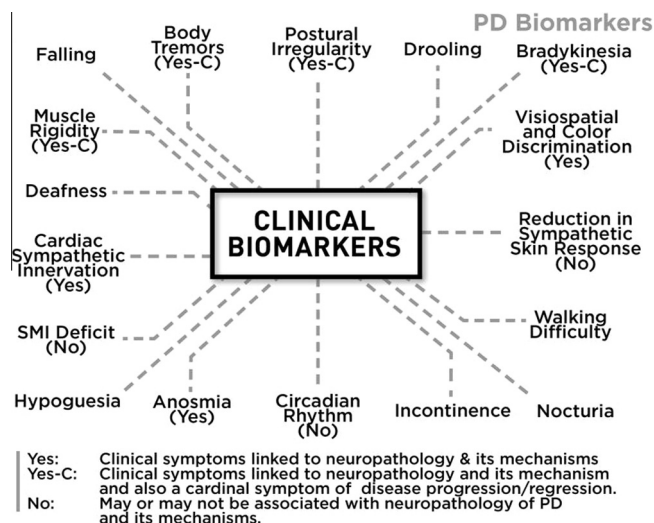 PD Biomarkers
Falling
Body
Tremors
(Yes-C)
Postural
Irregularity
(Yes-C)
Drooling
Bradykinesia
(Yes-C)
Muscle
Rigidity
(Yes-C)
Visiospatial
and Color
Discrimination
(Yes)
Deafness
CLINICAL
BIOMARKERS
Cardiac
Sympathetic
Innervation
(Yes)
Reduction in
Sympathetic
Skin Response
(No)
SMI Deficit
(No)
Walking
Difficulty
Hypoguesia
Anosmia
(Yes)
Circadian
Rhythm
(No)
Incontinence
Nocturia
Yes: Clinical symptoms linked to neuropathology & its mechanisms
Yes-C: Clinical symptoms linked to neuropathology and its mechanism
and also a cardinal symptom of disease progression/regression.
No: May or may not be associated with neuropathology of PD
and its mechanisms.